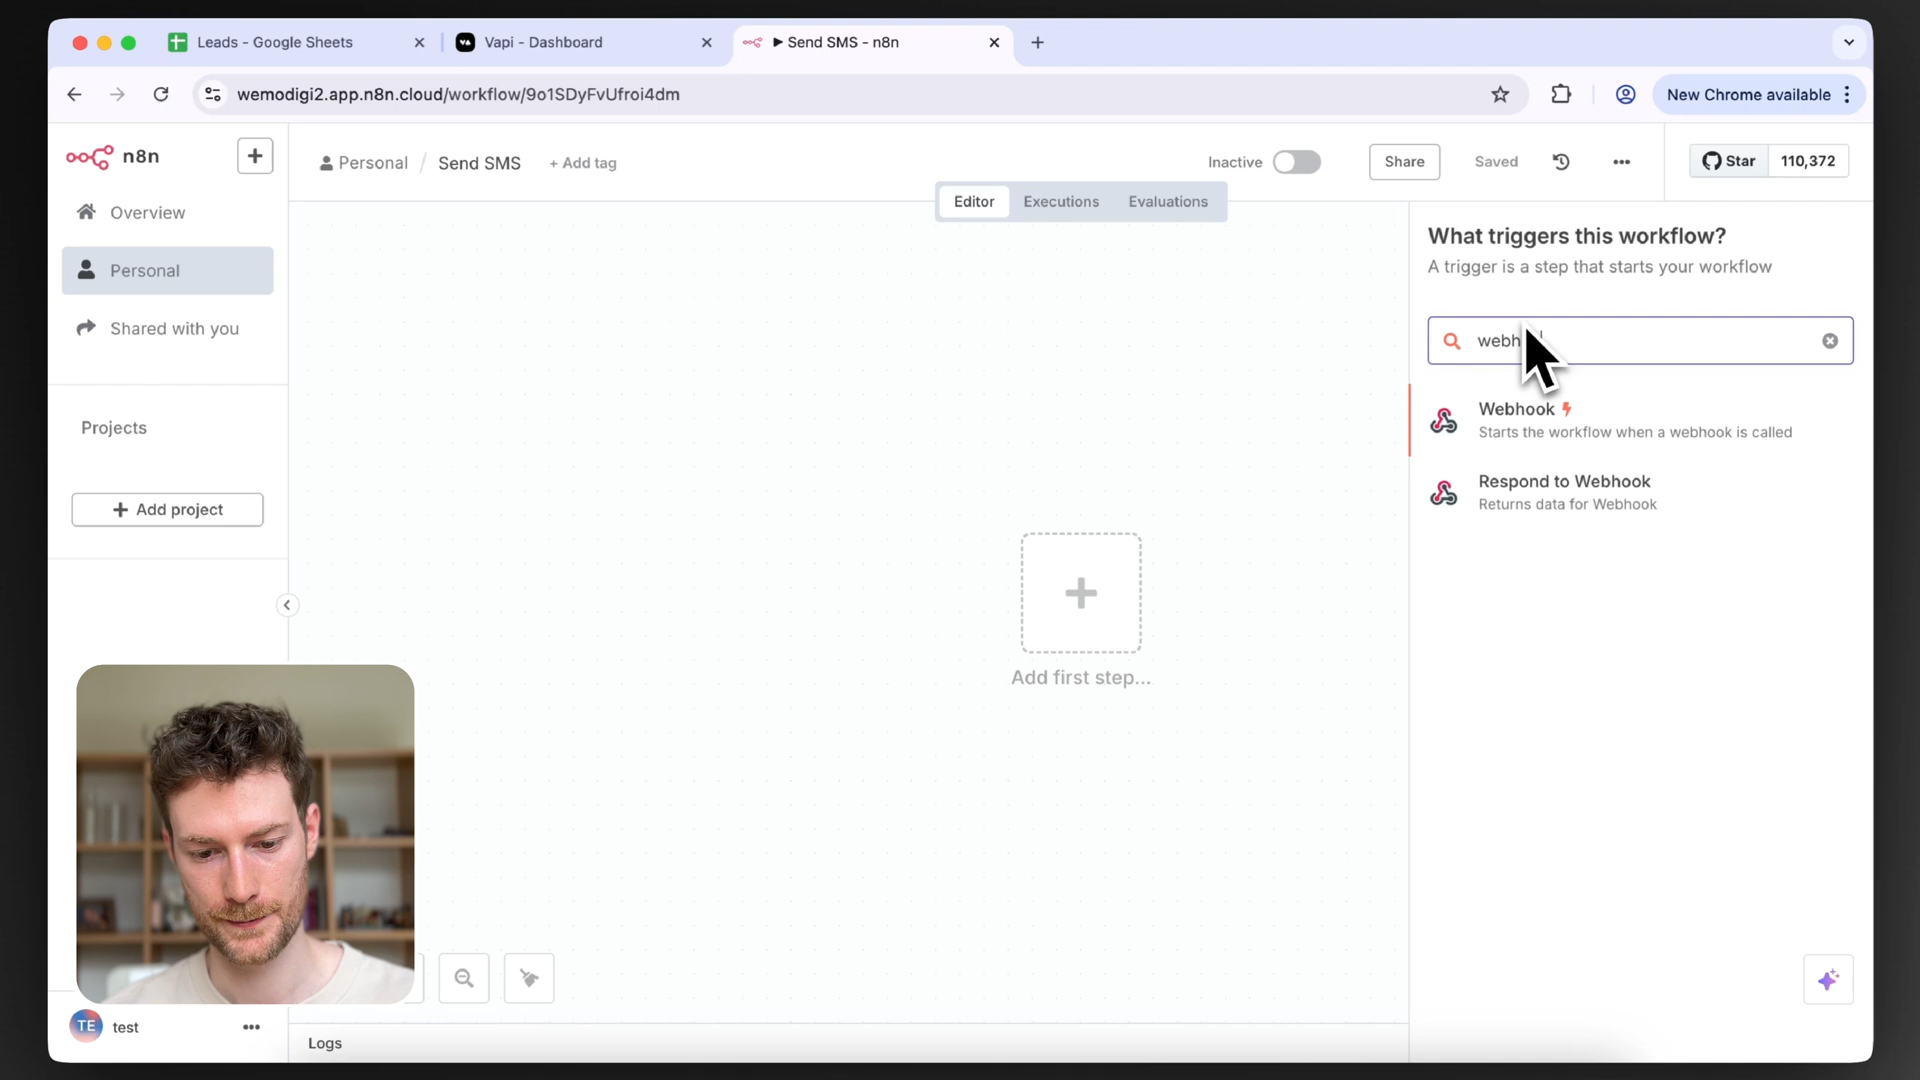 Leads - Google Sheets
Vapi - Dashboard
▶ Send SMS - n8n
wemodigi2.app.n8n.cloud/workflow/9o1SDyFvUfroi4dm
New Chrome available
n8n
Personal / Send SMS + Add tag
Inactive
Share
Saved
Star 110,372
Editor Executions Evaluations
Overview
Personal
Shared with you
Projects
+ Add project
What triggers this workflow?
A trigger is a step that starts your workflow
webh
Webhook
Starts the workflow when a webhook is called
Respond to Webhook
Returns data for Webhook
Add first step...
TE test
Logs